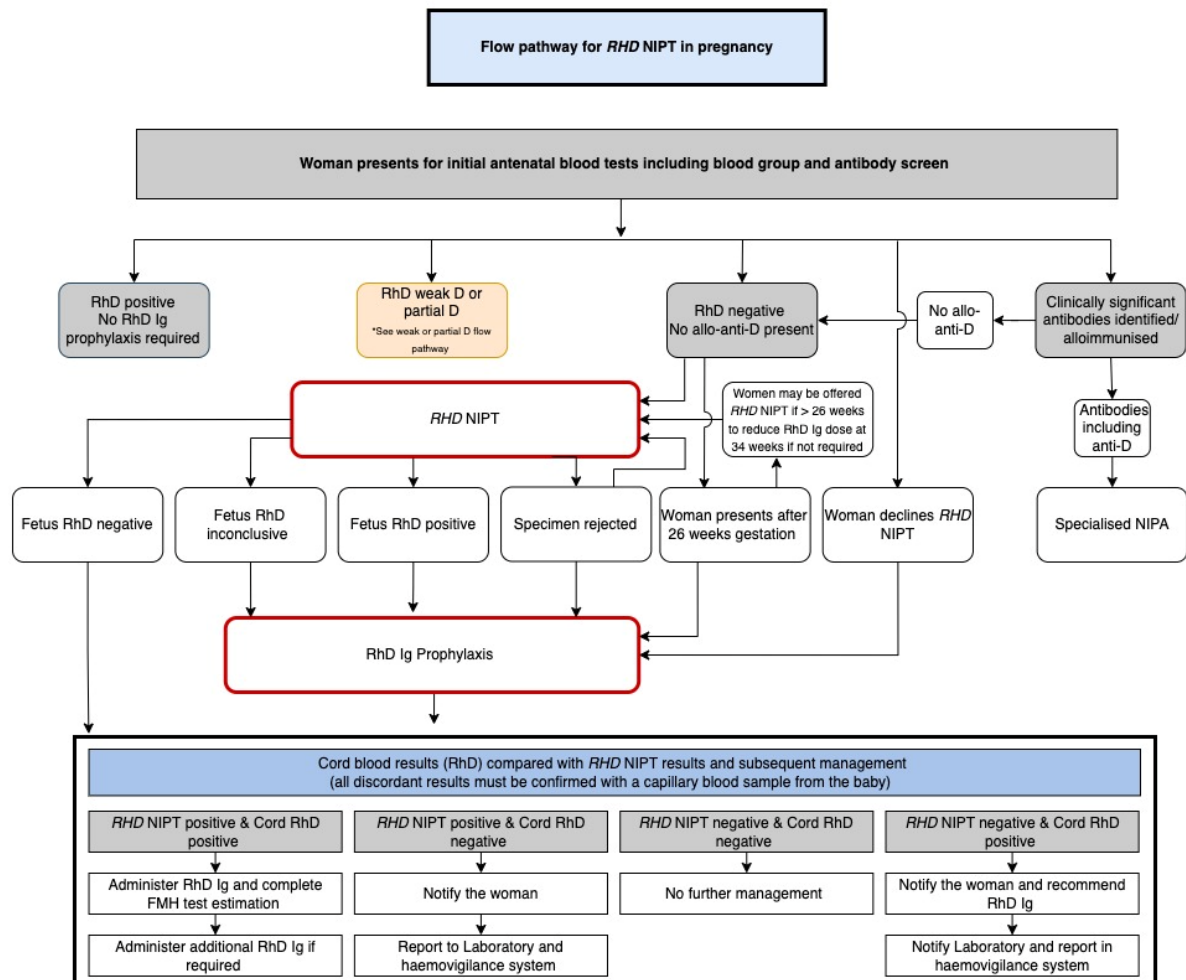 Flow pathway for RHD NIPT in pregnancy
Woman presents for initial antenatal blood tests including blood group and antibody screen
RhD positive
No RhD Ig
prophylaxis required
RhD weak D or
partial D
*See weak or partial D flow
pathway
RhD negative
No allo-anti-D present
No allo-
anti-D
Clinically significant
antibodies identified/
alloimmunised
RHD NIPT
Women may be offered
RHD NIPT if > 26 weeks
to reduce RhD Ig dose at
34 weeks if not required
Antibodies
including
anti-D
Fetus RhD negative
Fetus RhD
inconclusive
Fetus RhD positive
Specimen rejected
Woman presents after
26 weeks gestation
Woman declines RHD
NIPT
Specialised NIPA
RhD Ig Prophylaxis
Cord blood results (RhD) compared with RHD NIPT results and subsequent management
(all discordant results must be confirmed with a capillary blood sample from the baby)
RHD NIPT positive & Cord RhD
positive
RHD NIPT positive & Cord RhD
negative
RHD NIPT negative & Cord RhD
negative
RHD NIPT negative & Cord RhD
positive
Administer RhD Ig and complete
FMH test estimation
Notify the woman
No further management
Notify the woman and recommend
RhD Ig
Administer additional RhD Ig if
required
Report to Laboratory and
haemovigilance system
Notify Laboratory and report in
haemovigilance system